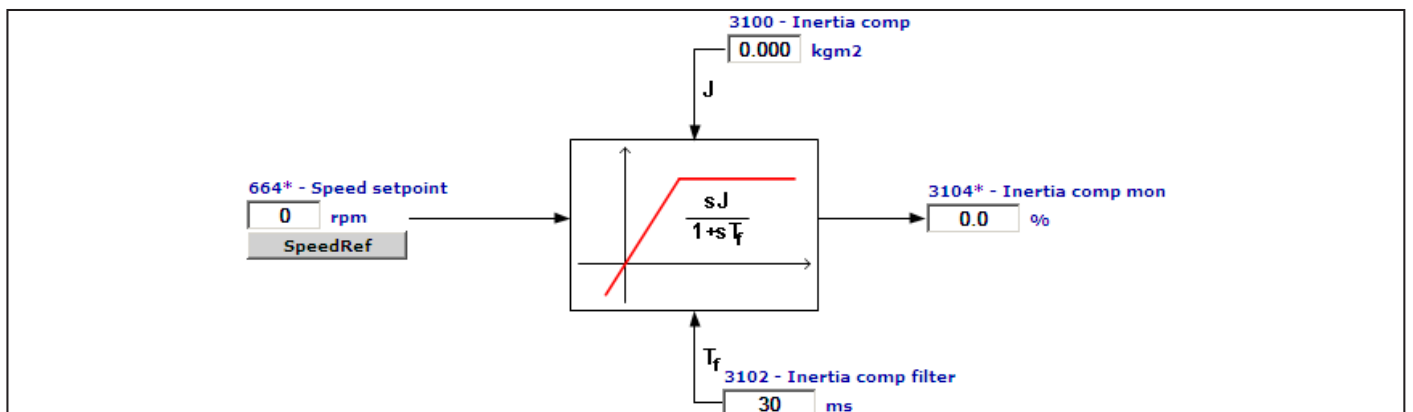 3100 - Inertia comp
0.000 kgm2
J
664* - Speed setpoint
0 rpm
SpeedRef
sJ
1+sTf
3104* - Inertia comp mon
0.0 %
Tf
3102 - Inertia comp filter
30 ms